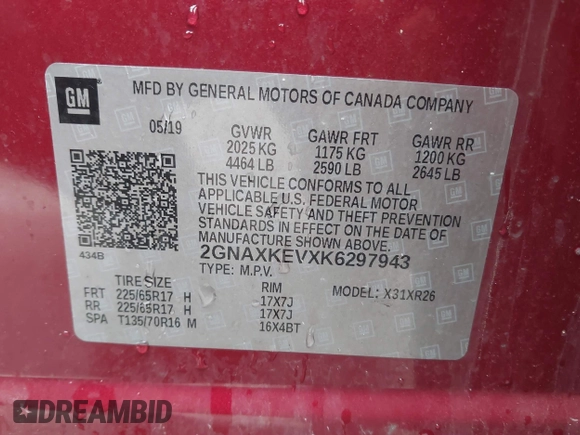 GM
MFD BY GENERAL MOTORS OF CANADA COMPANY
05/19 GVWR GAWR FRT GAWR RR
2025 KG 1175 KG 1200 KG
4464 LB 2590 LB 2645 LB
THIS VEHICLE CONFORMS TO ALL
APPLICABLE U.S. FEDERAL MOTOR
VEHICLE SAFETY AND THEFT PREVENTION
STANDARDS IN EFFECT ON THE DATE OF
MANUFACTURE SHOWN ABOVE.
434B
2GNAXKEVXK6297943
TYPE: M.P.V.
TIRE SIZE RIM MODEL: X31XR26
FRT 225/65R17 H 17X7J
RR 225/65R17 H 17X7J
SPA T135/70R16 M 16X4BT
DREAMBID